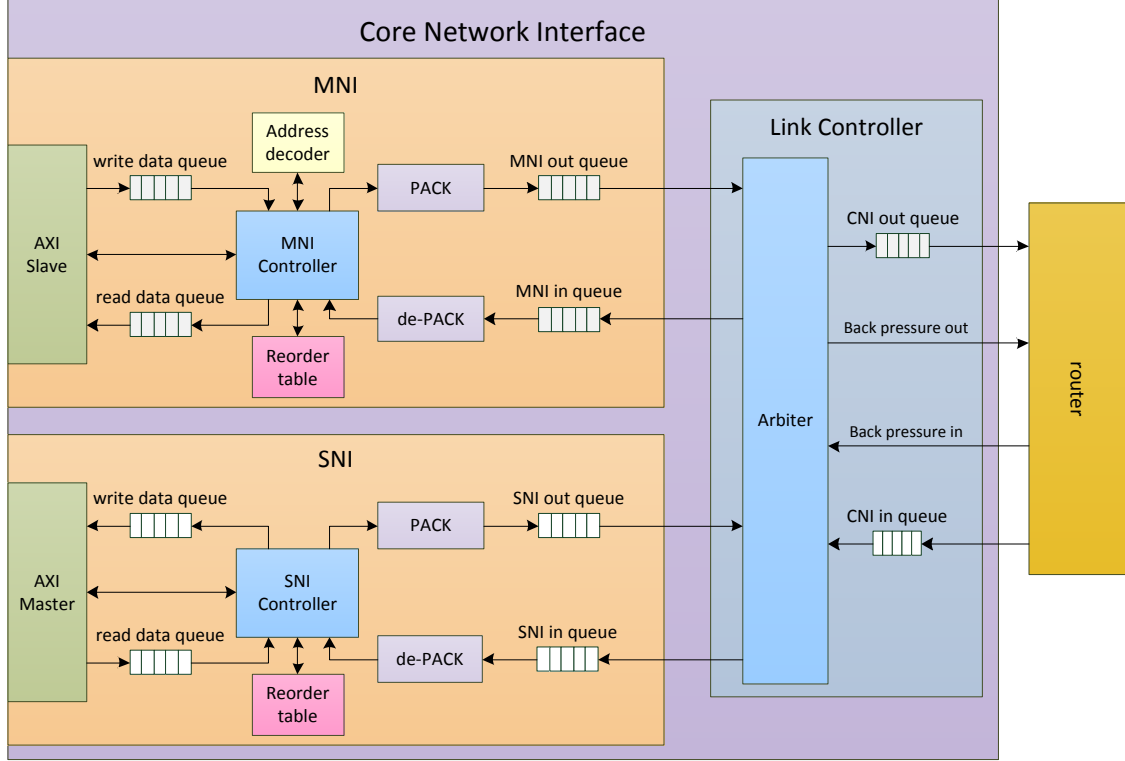 Core Network Interface
MNI
Address
decoder
write data queue
PACK
MNI out queue
AXI
Slave
MNI
Controller
read data queue
de-PACK
MNI in queue
Reorder
table
SNI
write data queue
PACK
SNI out queue
AXI
Master
SNI
Controller
read data queue
de-PACK
SNI in queue
Reorder
table
Link Controller
Arbiter
CNI out queue
Back pressure out
Back pressure in
CNI in queue
router